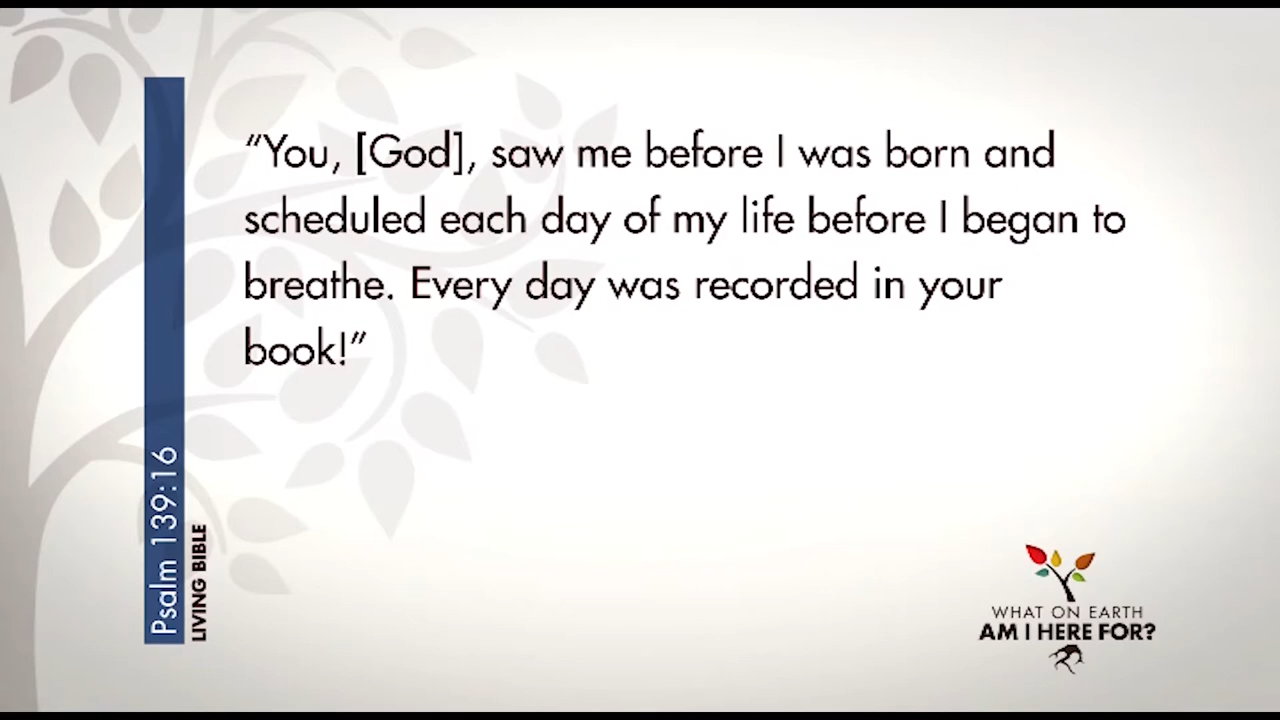 “You, [God], saw me before I was born and
scheduled each day of my life before I began to
breathe. Every day was recorded in your
book!”
Psalm 139:16
LIVING BIBLE
WHAT ON EARTH
AM I HERE FOR?